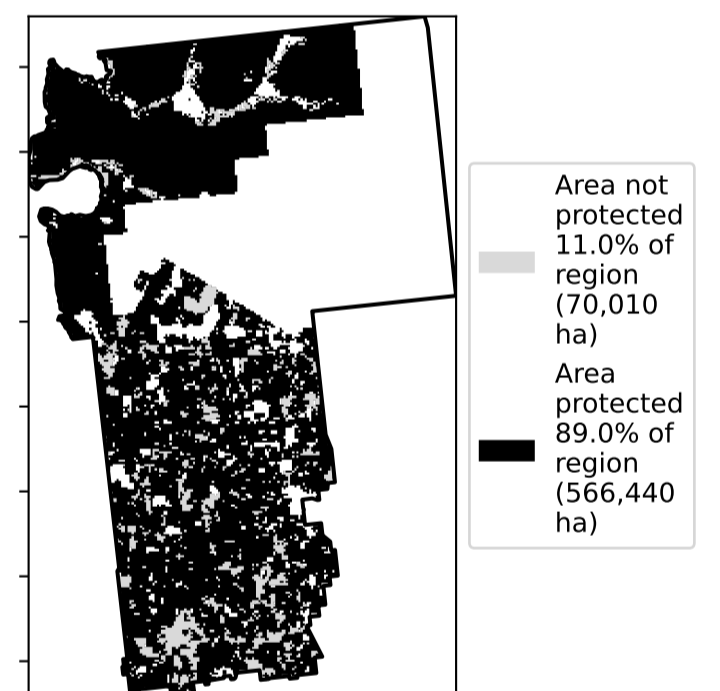 Area not
protected
11.0% of
region
(70,010
ha)
Area
protected
89.0% of
region
(566,440
ha)